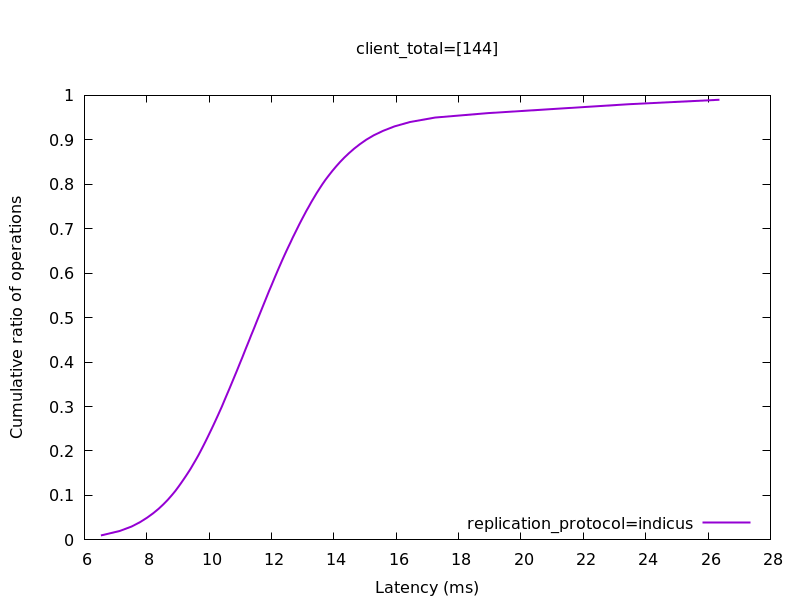 client_total=[144]
1
0.9
0.8
0.7
0.6
0.5
0.4
0.3
0.2
0.1
0
Cumulative ratio of operations
replication_protocol=indicus
6 8 10 12 14 16 18 20 22 24 26 28
Latency (ms)